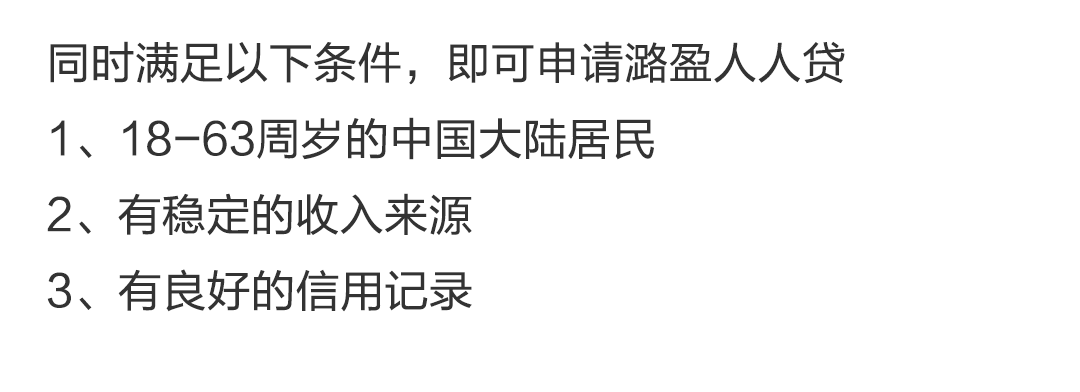 同时满足以下条件，即可申请潞盈人人贷
1、18-63周岁的中国大陆居民
2、有稳定的收入来源
3、有良好的信用记录